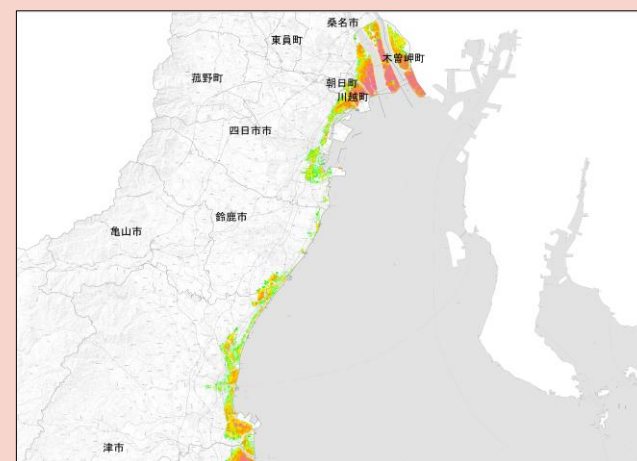 桑名市
東員町
木曽岬町
菰野町
朝日町
川越町
四日市市
鈴鹿市
亀山市
津市